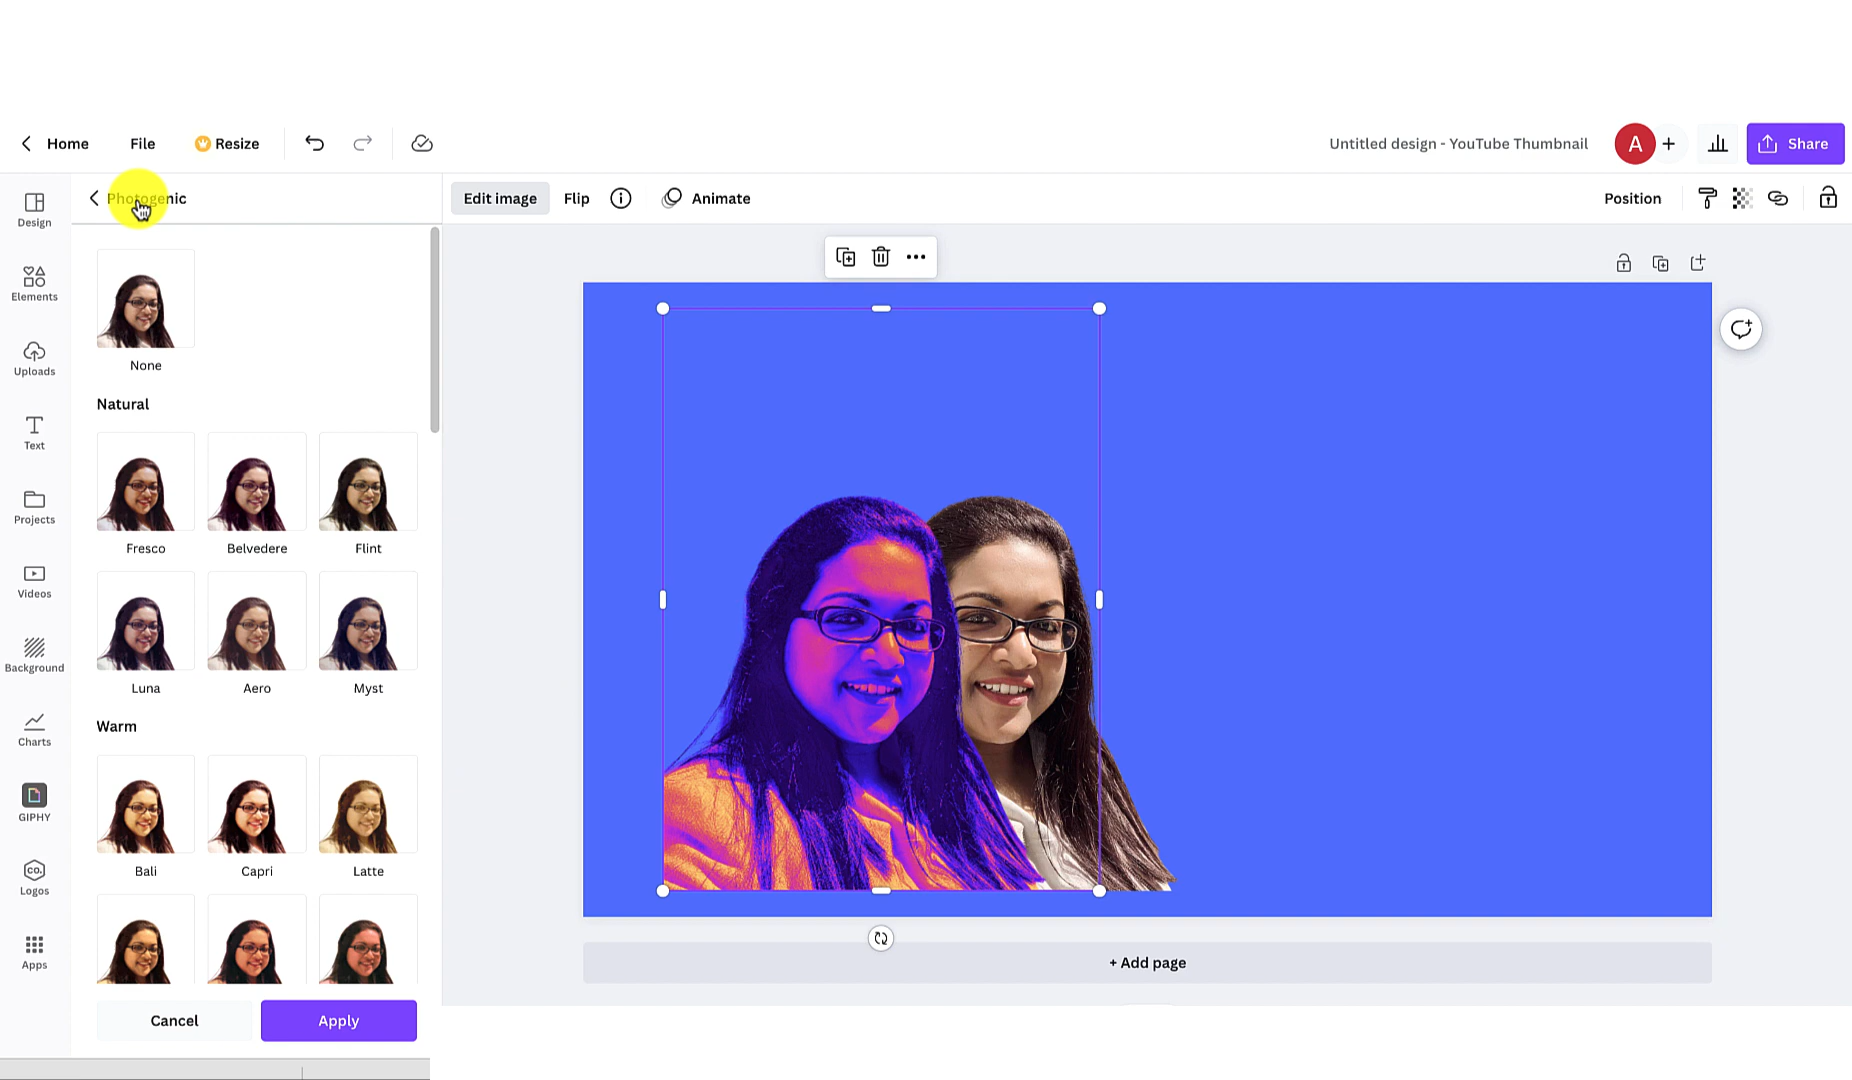 Home File Resize
Untitled design - YouTube Thumbnail A + Share
Photogenic
Edit image Flip Animate Position
Design
Elements
Uploads
Text
Projects
Videos
Background
Charts
GIPHY
CO.
Logos
Apps
None
Natural
Fresco Belvedere Flint
Luna Aero Myst
Warm
Bali Capri Latte
Cancel Apply
+ Add page